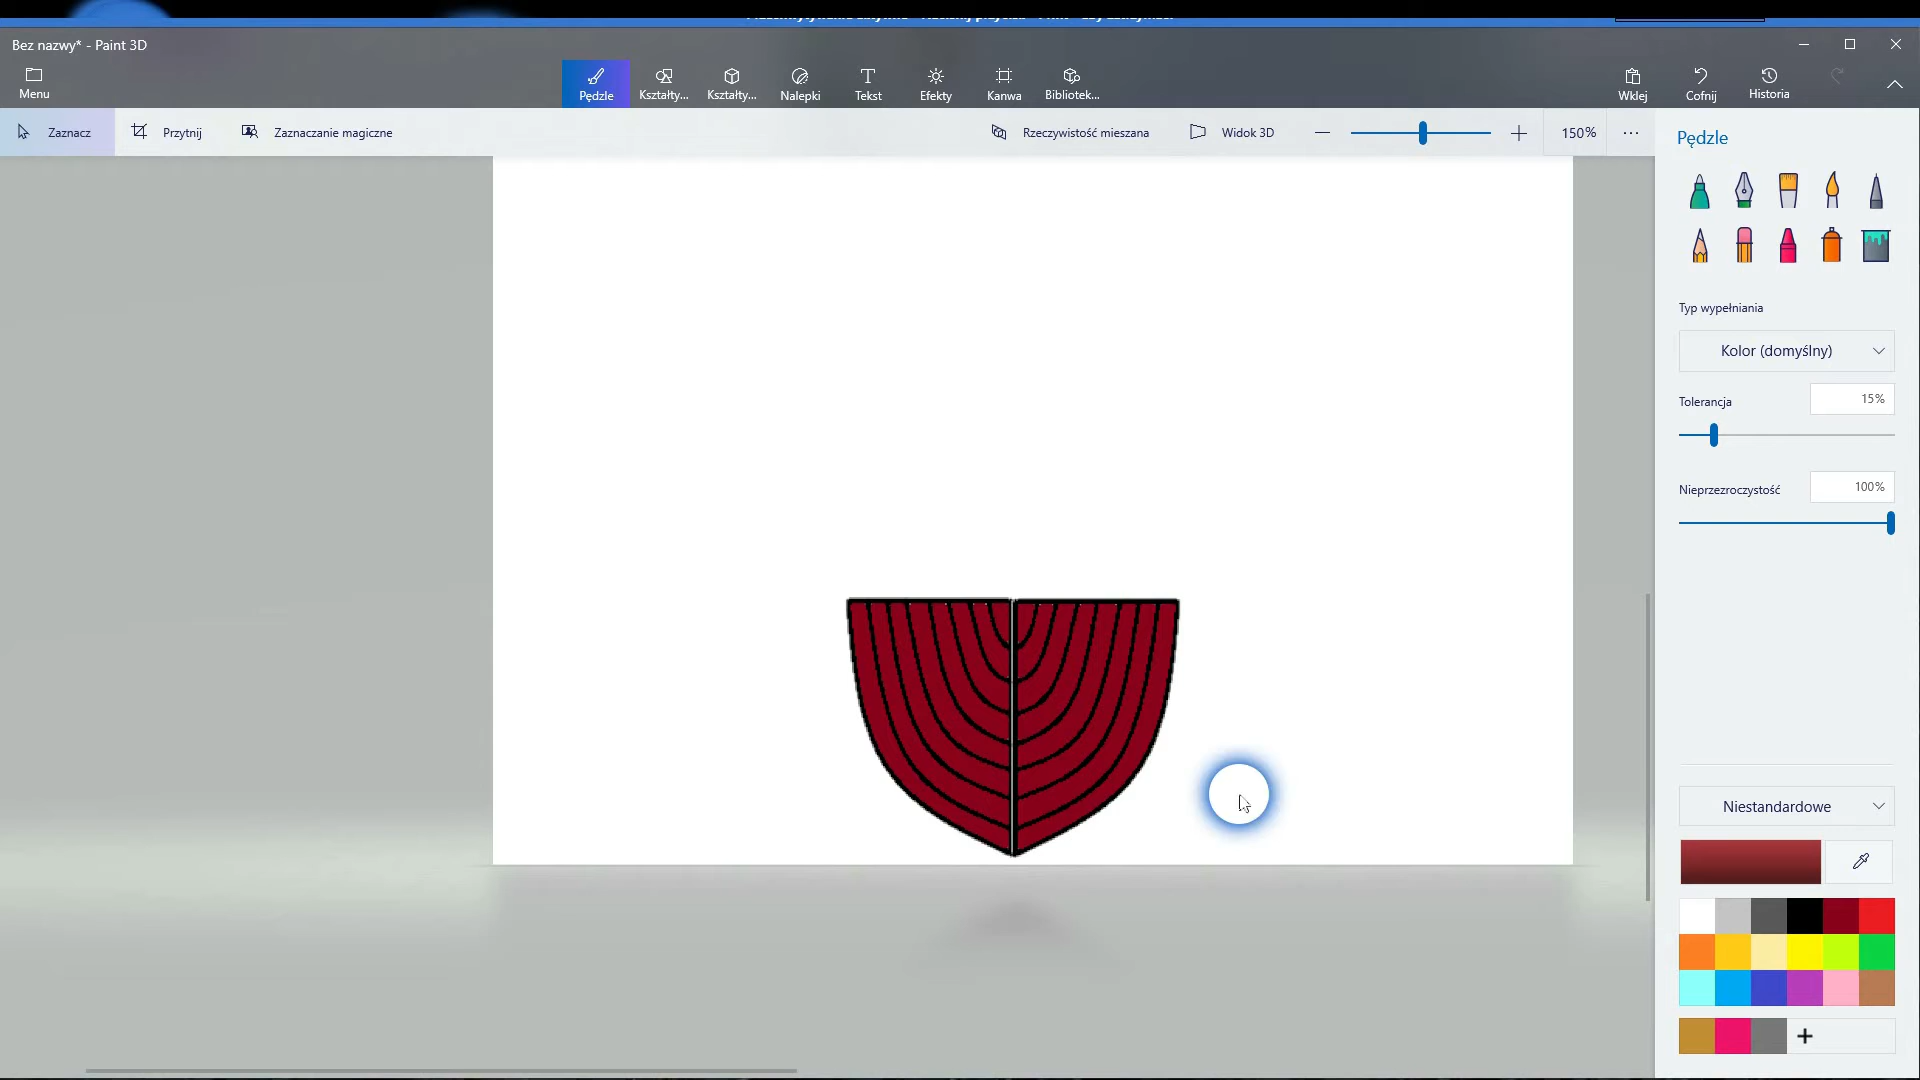 Bez nazwy* - Paint 3D
Menu
Pędzle
Kształty...
Kształty...
Nalepki
Tekst
Efekty
Kanwa
Bibliotek...
Wklej
Cofnij
Historia
Zaznacz
Przytnij
Zaznaczanie magiczne
Rzeczywistość mieszana
Widok 3D
150%
Pędzle
Typ wypełniania
Kolor (domyślny)
Tolerancja
15%
Nieprzezroczystość
100%
Niestandardowe